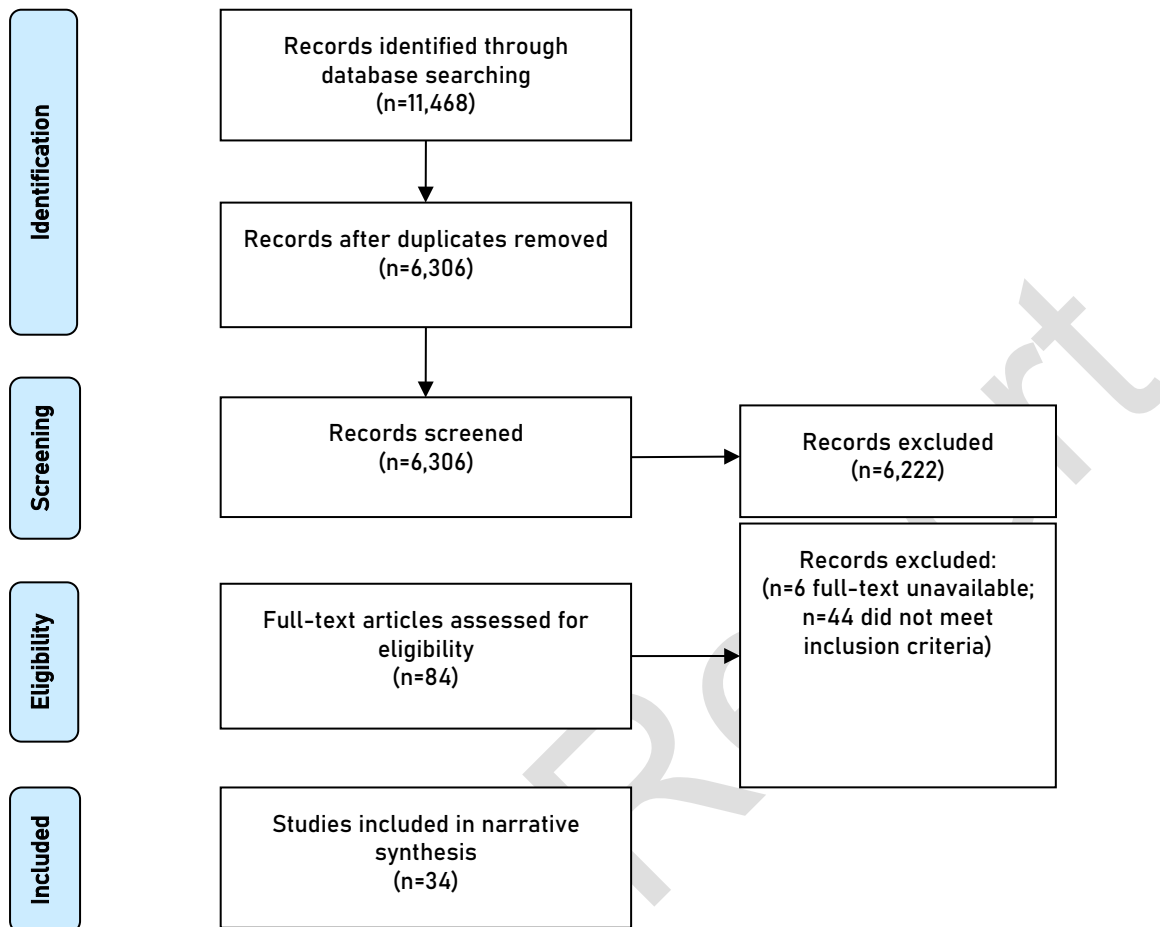 Identification
Records identified through
database searching
(n=11,468)
Records after duplicates removed
(n=6,306)
Screening
Records screened
(n=6,306)
Records excluded
(n=6,222)
Eligibility
Full-text articles assessed for
eligibility
(n=84)
Records excluded:
(n=6 full-text unavailable;
n=44 did not meet
inclusion criteria)
Included
Studies included in narrative
synthesis
(n=34)